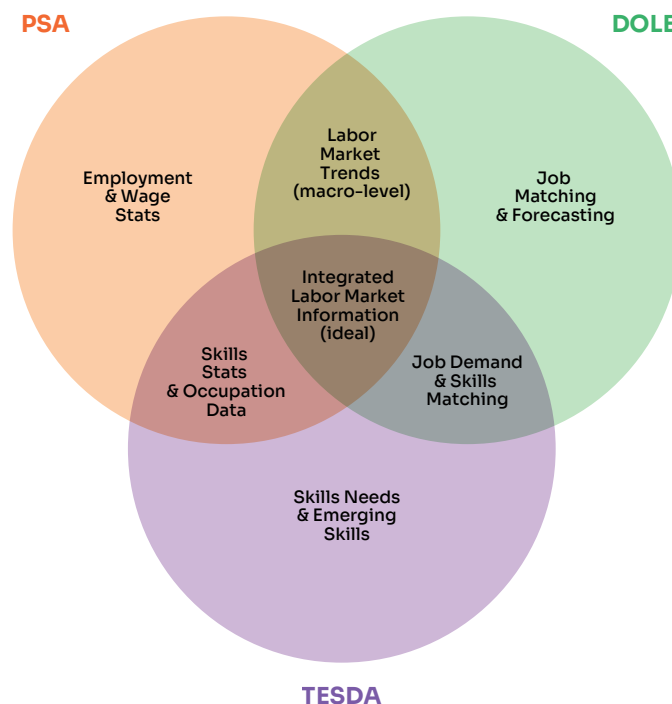 PSA
DOLE
Labor
Market
Trends
(macro-level)
Employment
& Wage
Stats
Job
Matching
& Forecasting
Integrated
Labor Market
Information
(ideal)
Skills
Stats
& Occupation
Data
Job Demand
& Skills
Matching
Skills Needs
& Emerging
Skills
TESDA